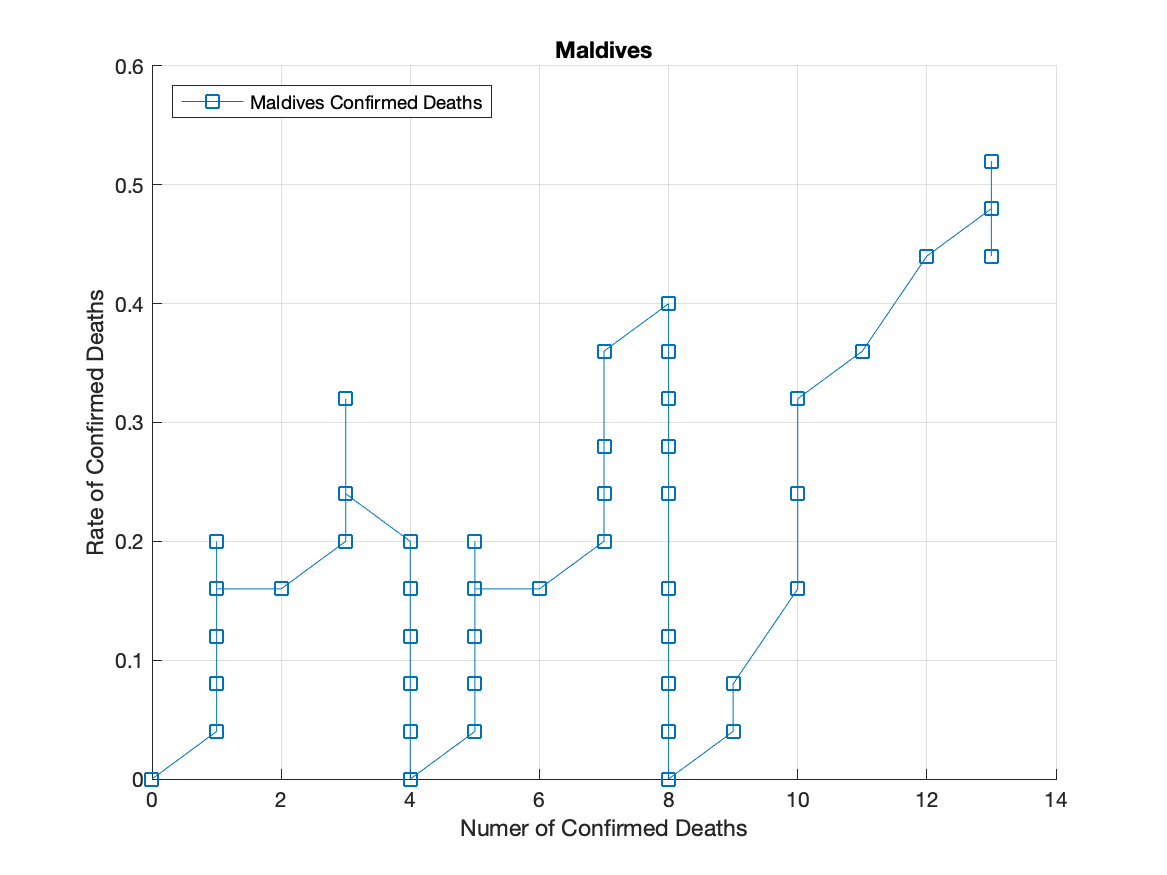 Maldives
Maldives Confirmed Deaths
0.6
0.5
0.4
0.3
0.2
0.1
0
Rate of Confirmed Deaths
0 2 4 6 8 10 12 14
Numer of Confirmed Deaths